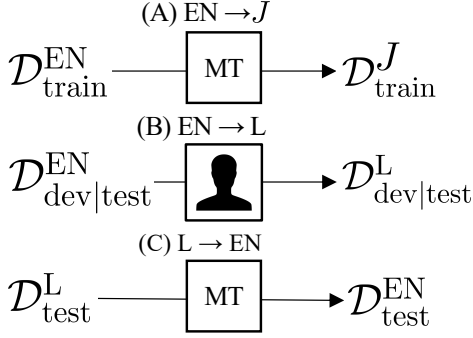 (A) EN → J
D^EN_train MT D^J_train
(B) EN → L
D^EN_dev|test D^L_dev|test
(C) L → EN
D^L_test MT D^EN_test